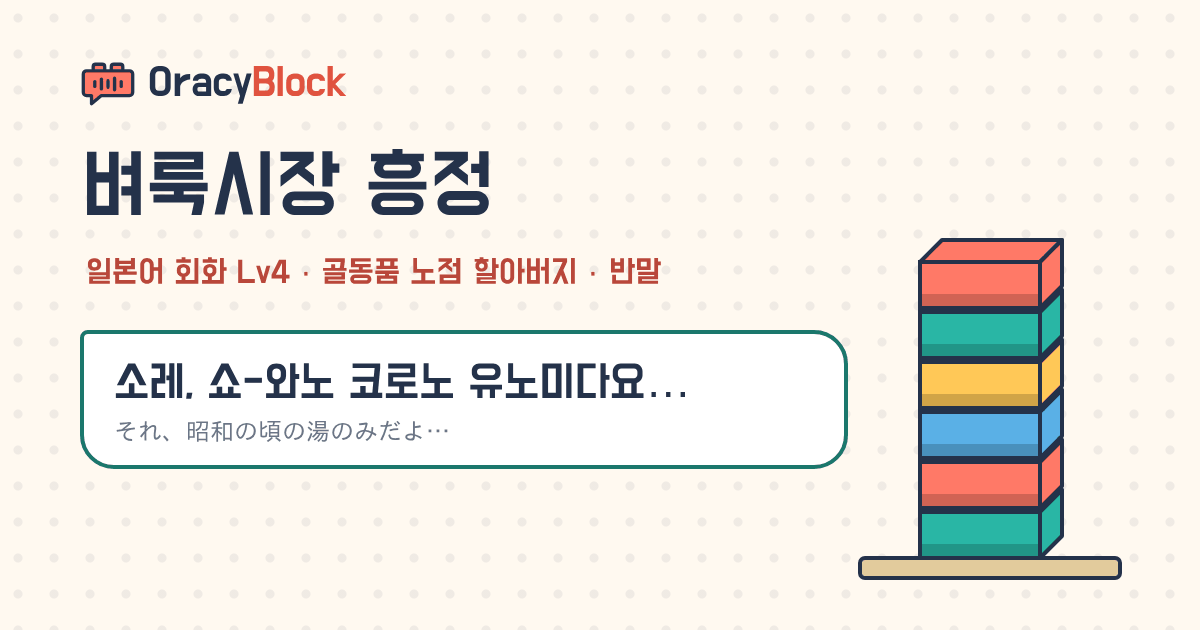 OracyBlock
벼룩시장 흥정
일본어 회화 Lv4 · 골동품 노점 할아버지 · 반말
소레, 쇼-와노 코로노 유노미다요...
それ、昭和の頃の湯のみだよ…